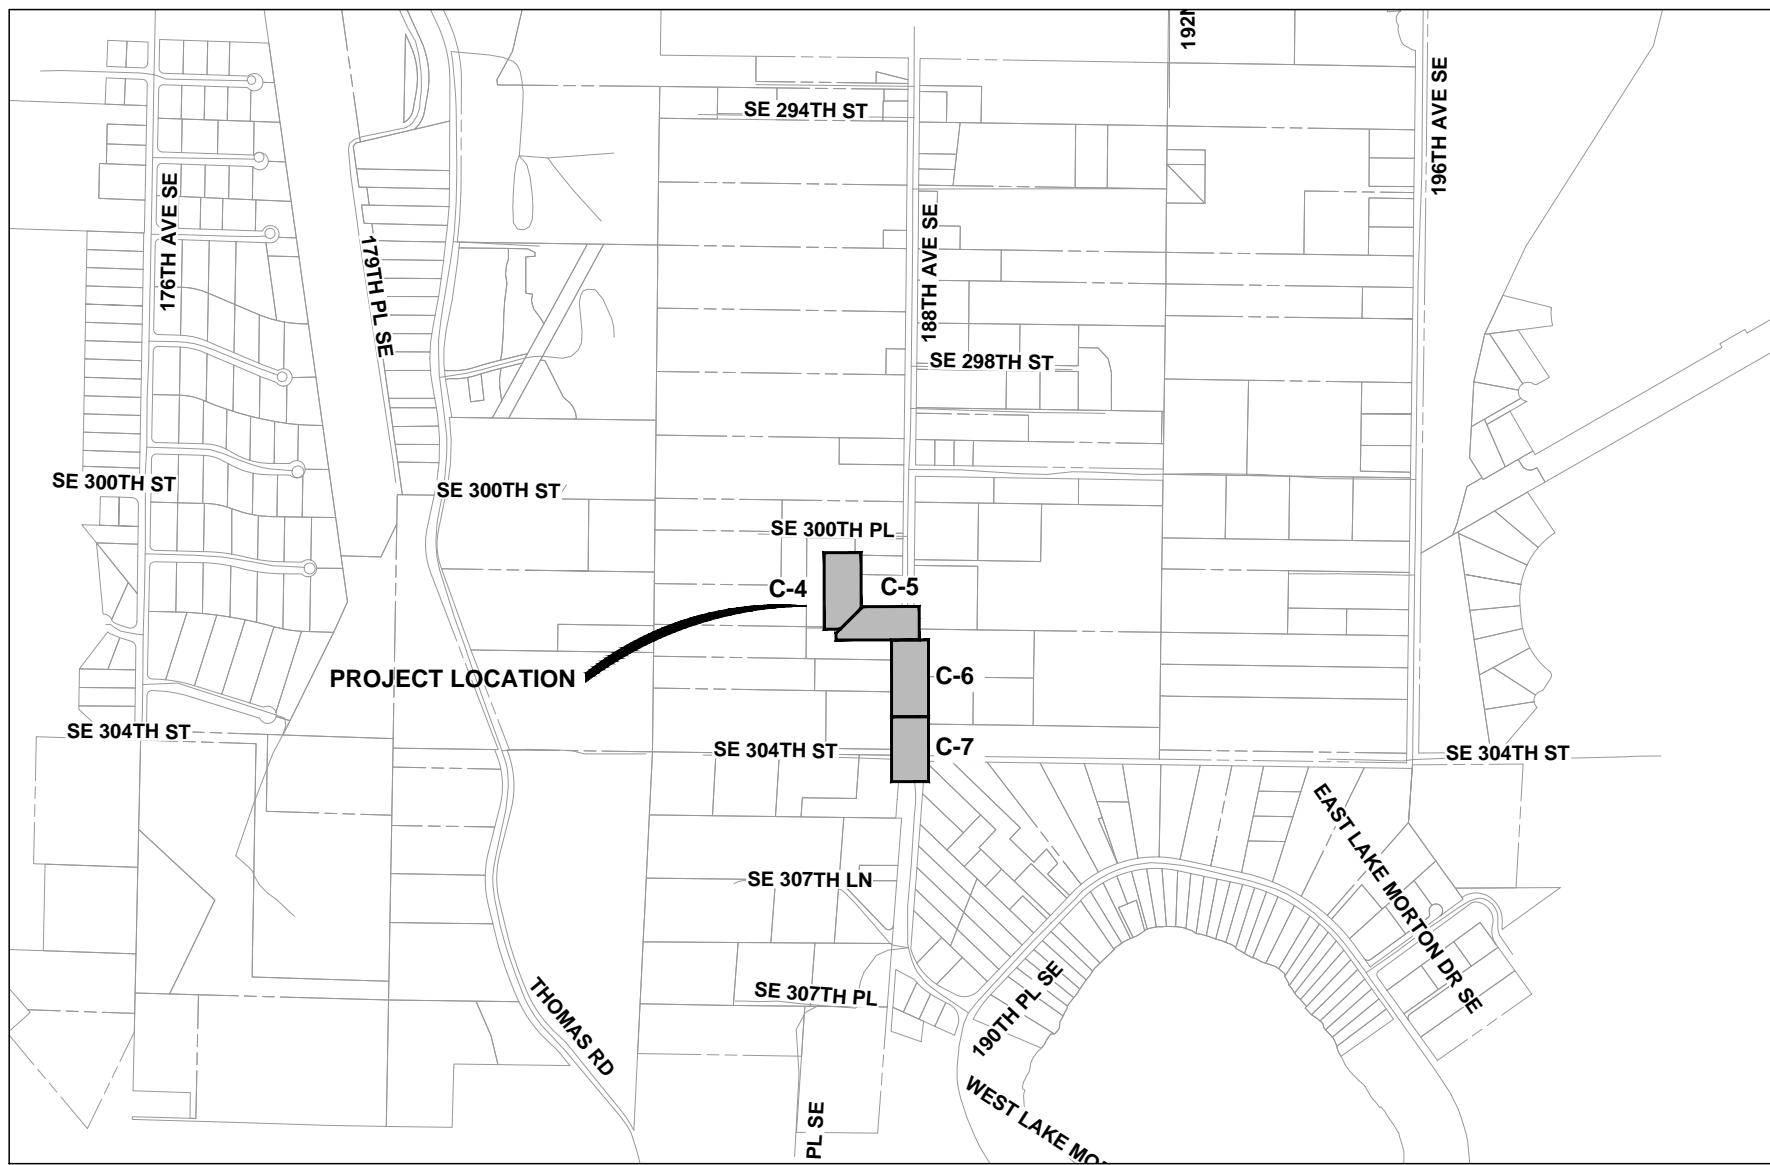 192N
196TH AVE SE
SE 294TH ST
176TH AVE SE
179TH PL SE
188TH AVE SE
SE 298TH ST
SE 300TH ST
SE 300TH ST
SE 300TH PL
C-4
C-5
PROJECT LOCATION
C-6
SE 304TH ST
SE 304TH ST
C-7
SE 304TH ST
EAST LAKE MORTON DR SE
SE 307TH LN
SE 307TH PL
THOMAS RD
190TH PL SE
WEST LAKE MO
PL SE